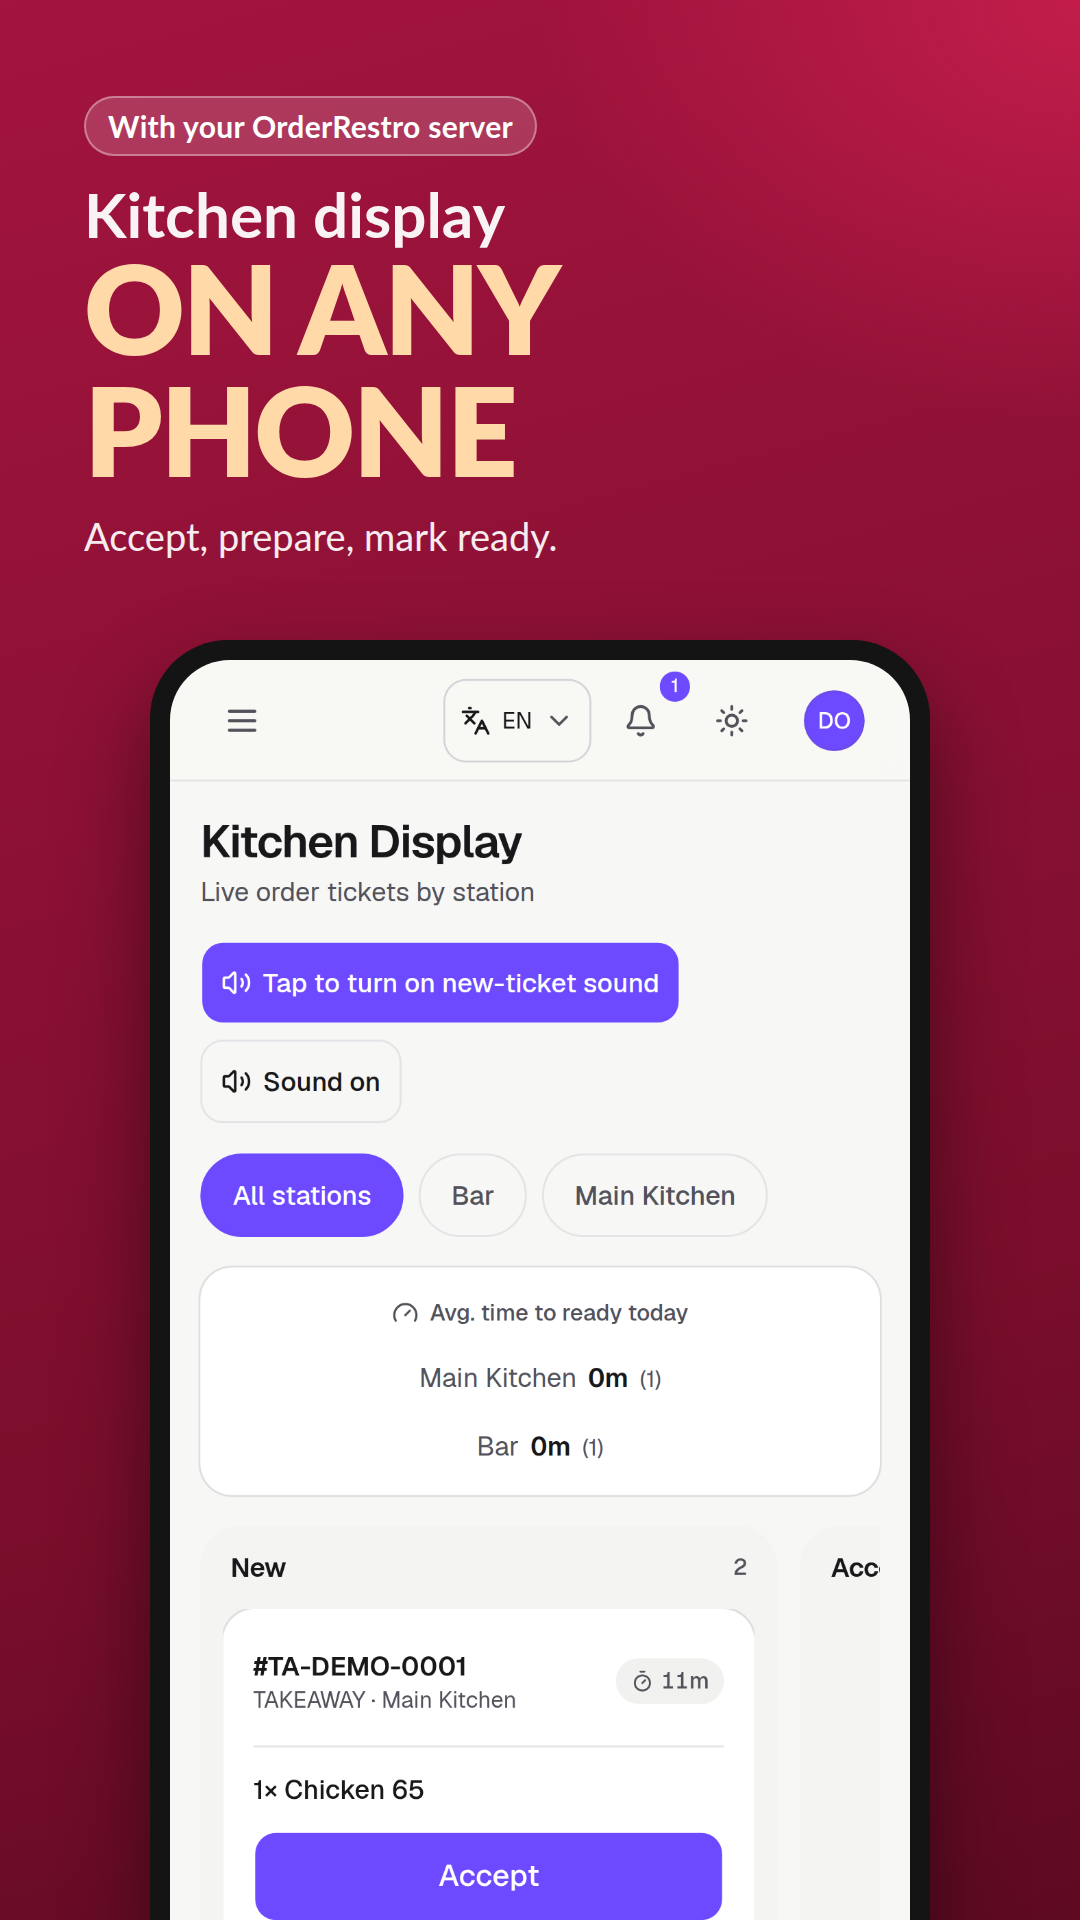 With your OrderRestro server
Kitchen display
ON ANY
PHONE
Accept, prepare, mark ready.
EN
1
DO
Kitchen Display
Live order tickets by station
Tap to turn on new-ticket sound
Sound on
All stations
Bar
Main Kitchen
Avg. time to ready today
Main Kitchen 0m (1)
Bar 0m (1)
New 2
Acc
#TA-DEMO-0001
TAKEAWAY · Main Kitchen
11m
1× Chicken 65
Accept